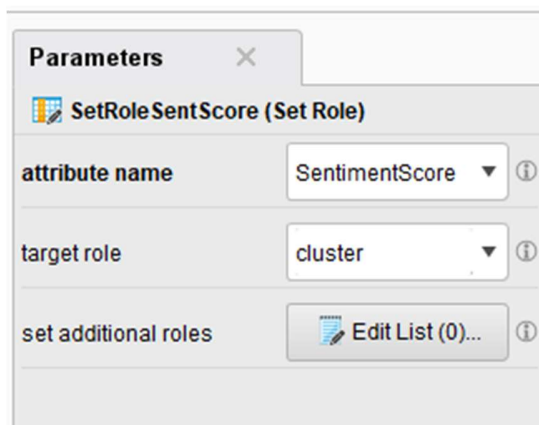 Parameters
SetRoleSentScore (Set Role)
attribute name SentimentScore
target role cluster
set additional roles Edit List (0)...